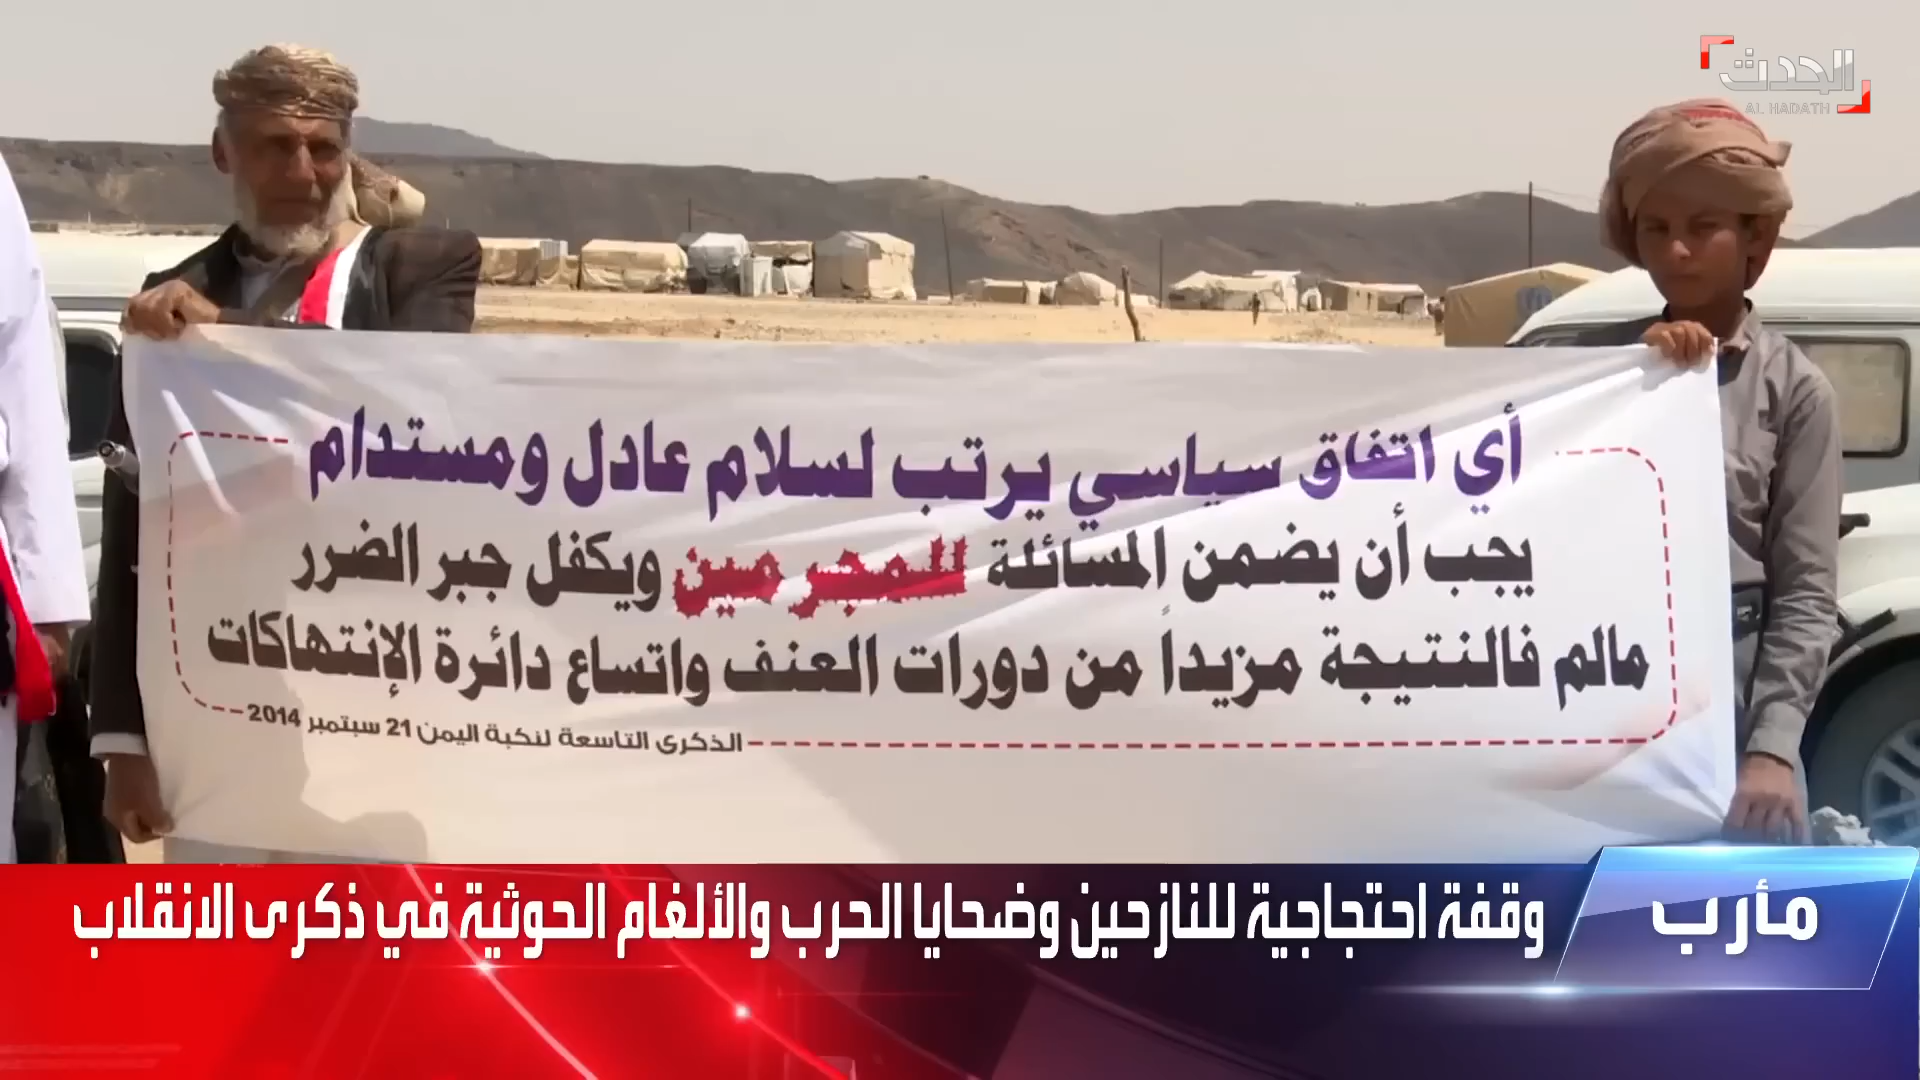 الحدث
AL HADATH
أي اتفاق سياسي يرتب لسلام عادل ومستدام
يجب أن يضمن المسائلة للمجرمين ويكفل جبر الضرر
مالم فالنتيجة مزيداً من دورات العنف واتساع دائرة الإنتهاكات
الذكرى التاسعة لنكبة اليمن 21 سبتمبر 2014
مأرب
وقفة احتجاجية للنازحين وضحايا الحرب والألغام الحوثية في ذكرى الانقلاب